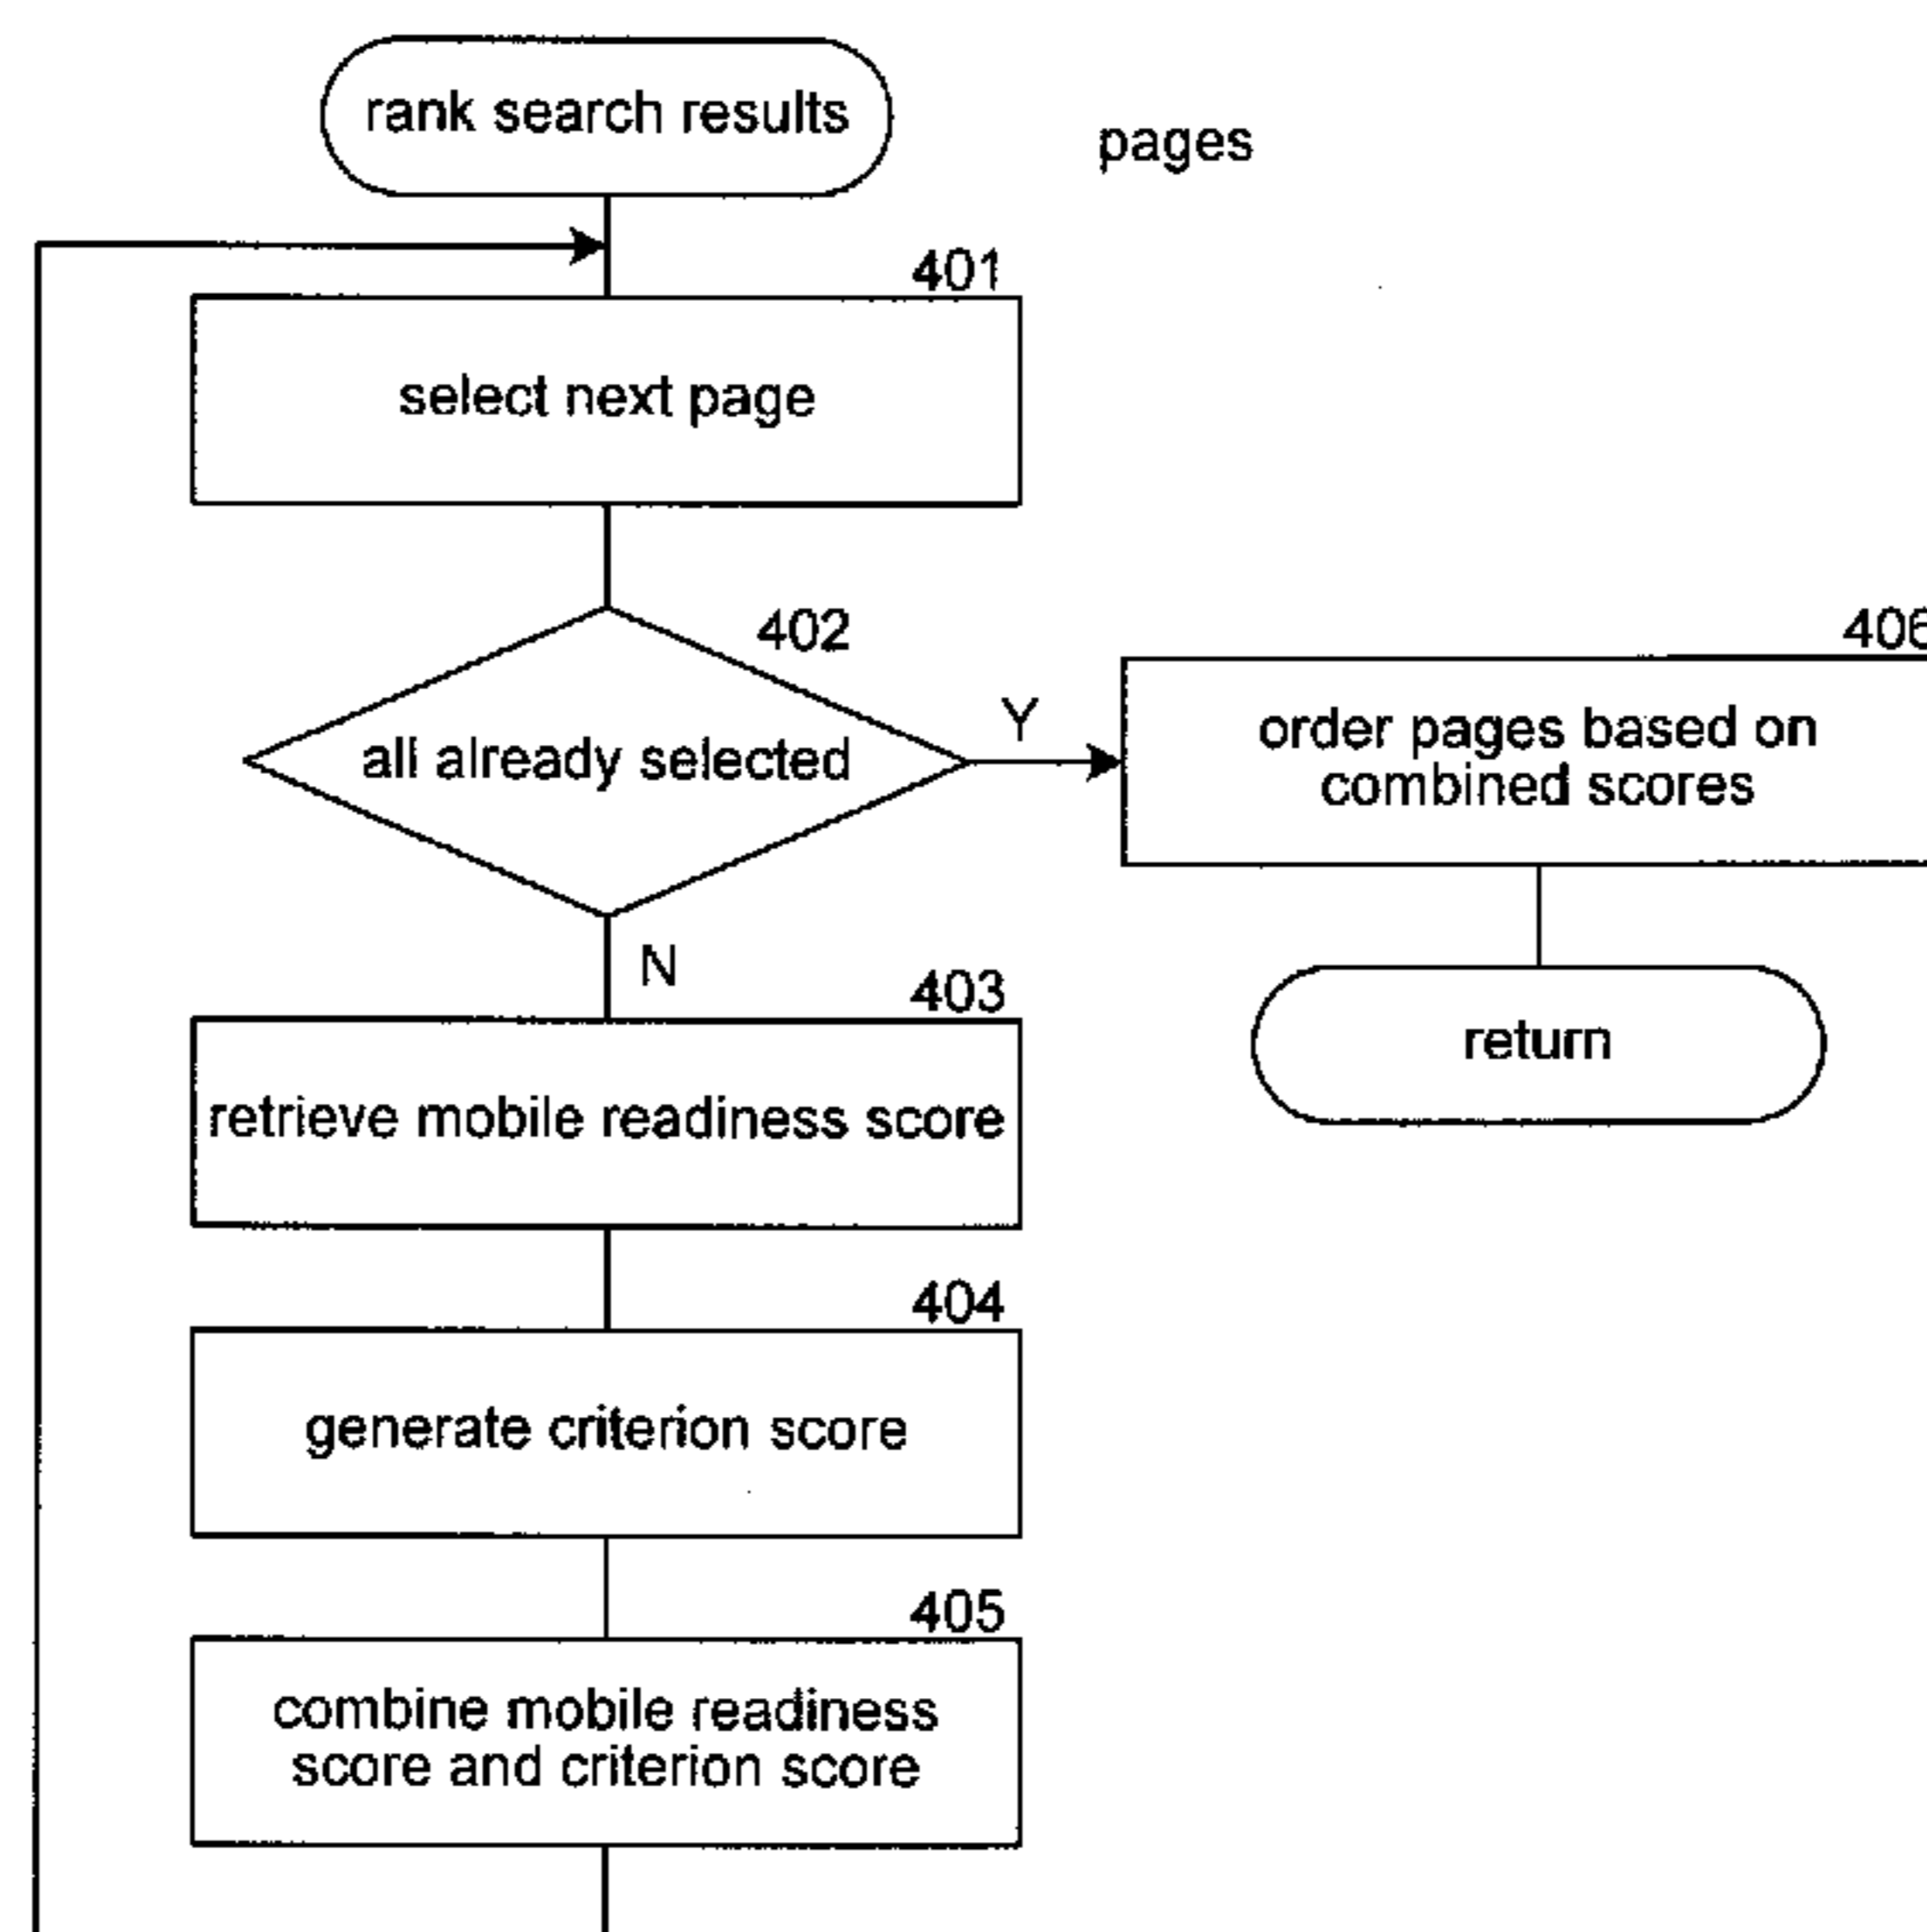 rank search results
pages
401
select next page
402
all already selected
Y
406
order pages based on
combined scores
N
403
retrieve mobile readiness score
return
404
generate criterion score
405
combine mobile readiness
score and criterion score